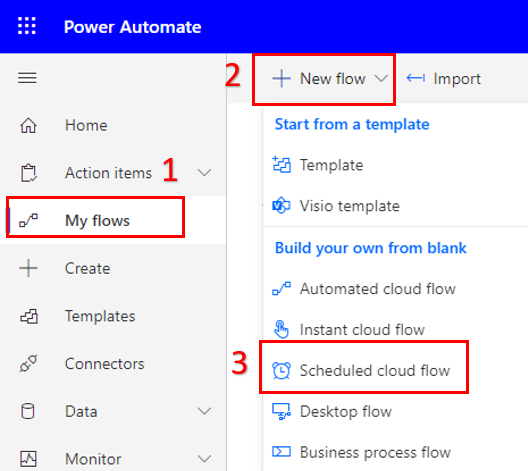 Power Automate
2
New flow
Import
Home
Start from a template
Action items
1
Template
My flows
Visio template
Create
Build your own from blank
Automated cloud flow
Templates
Instant cloud flow
Connectors
3
Scheduled cloud flow
Data
Desktop flow
Monitor
Business process flow